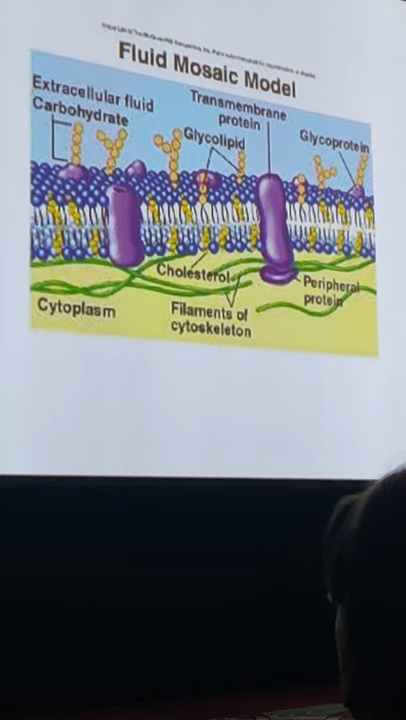 Fluid Mosaic Model
Extracellular fluid
Carbohydrate
Transmembrane
protein
Glycolipid
Glycoprotein
Cholesterol
Peripheral
protein
Cytoplasm
Filaments of
cytoskeleton